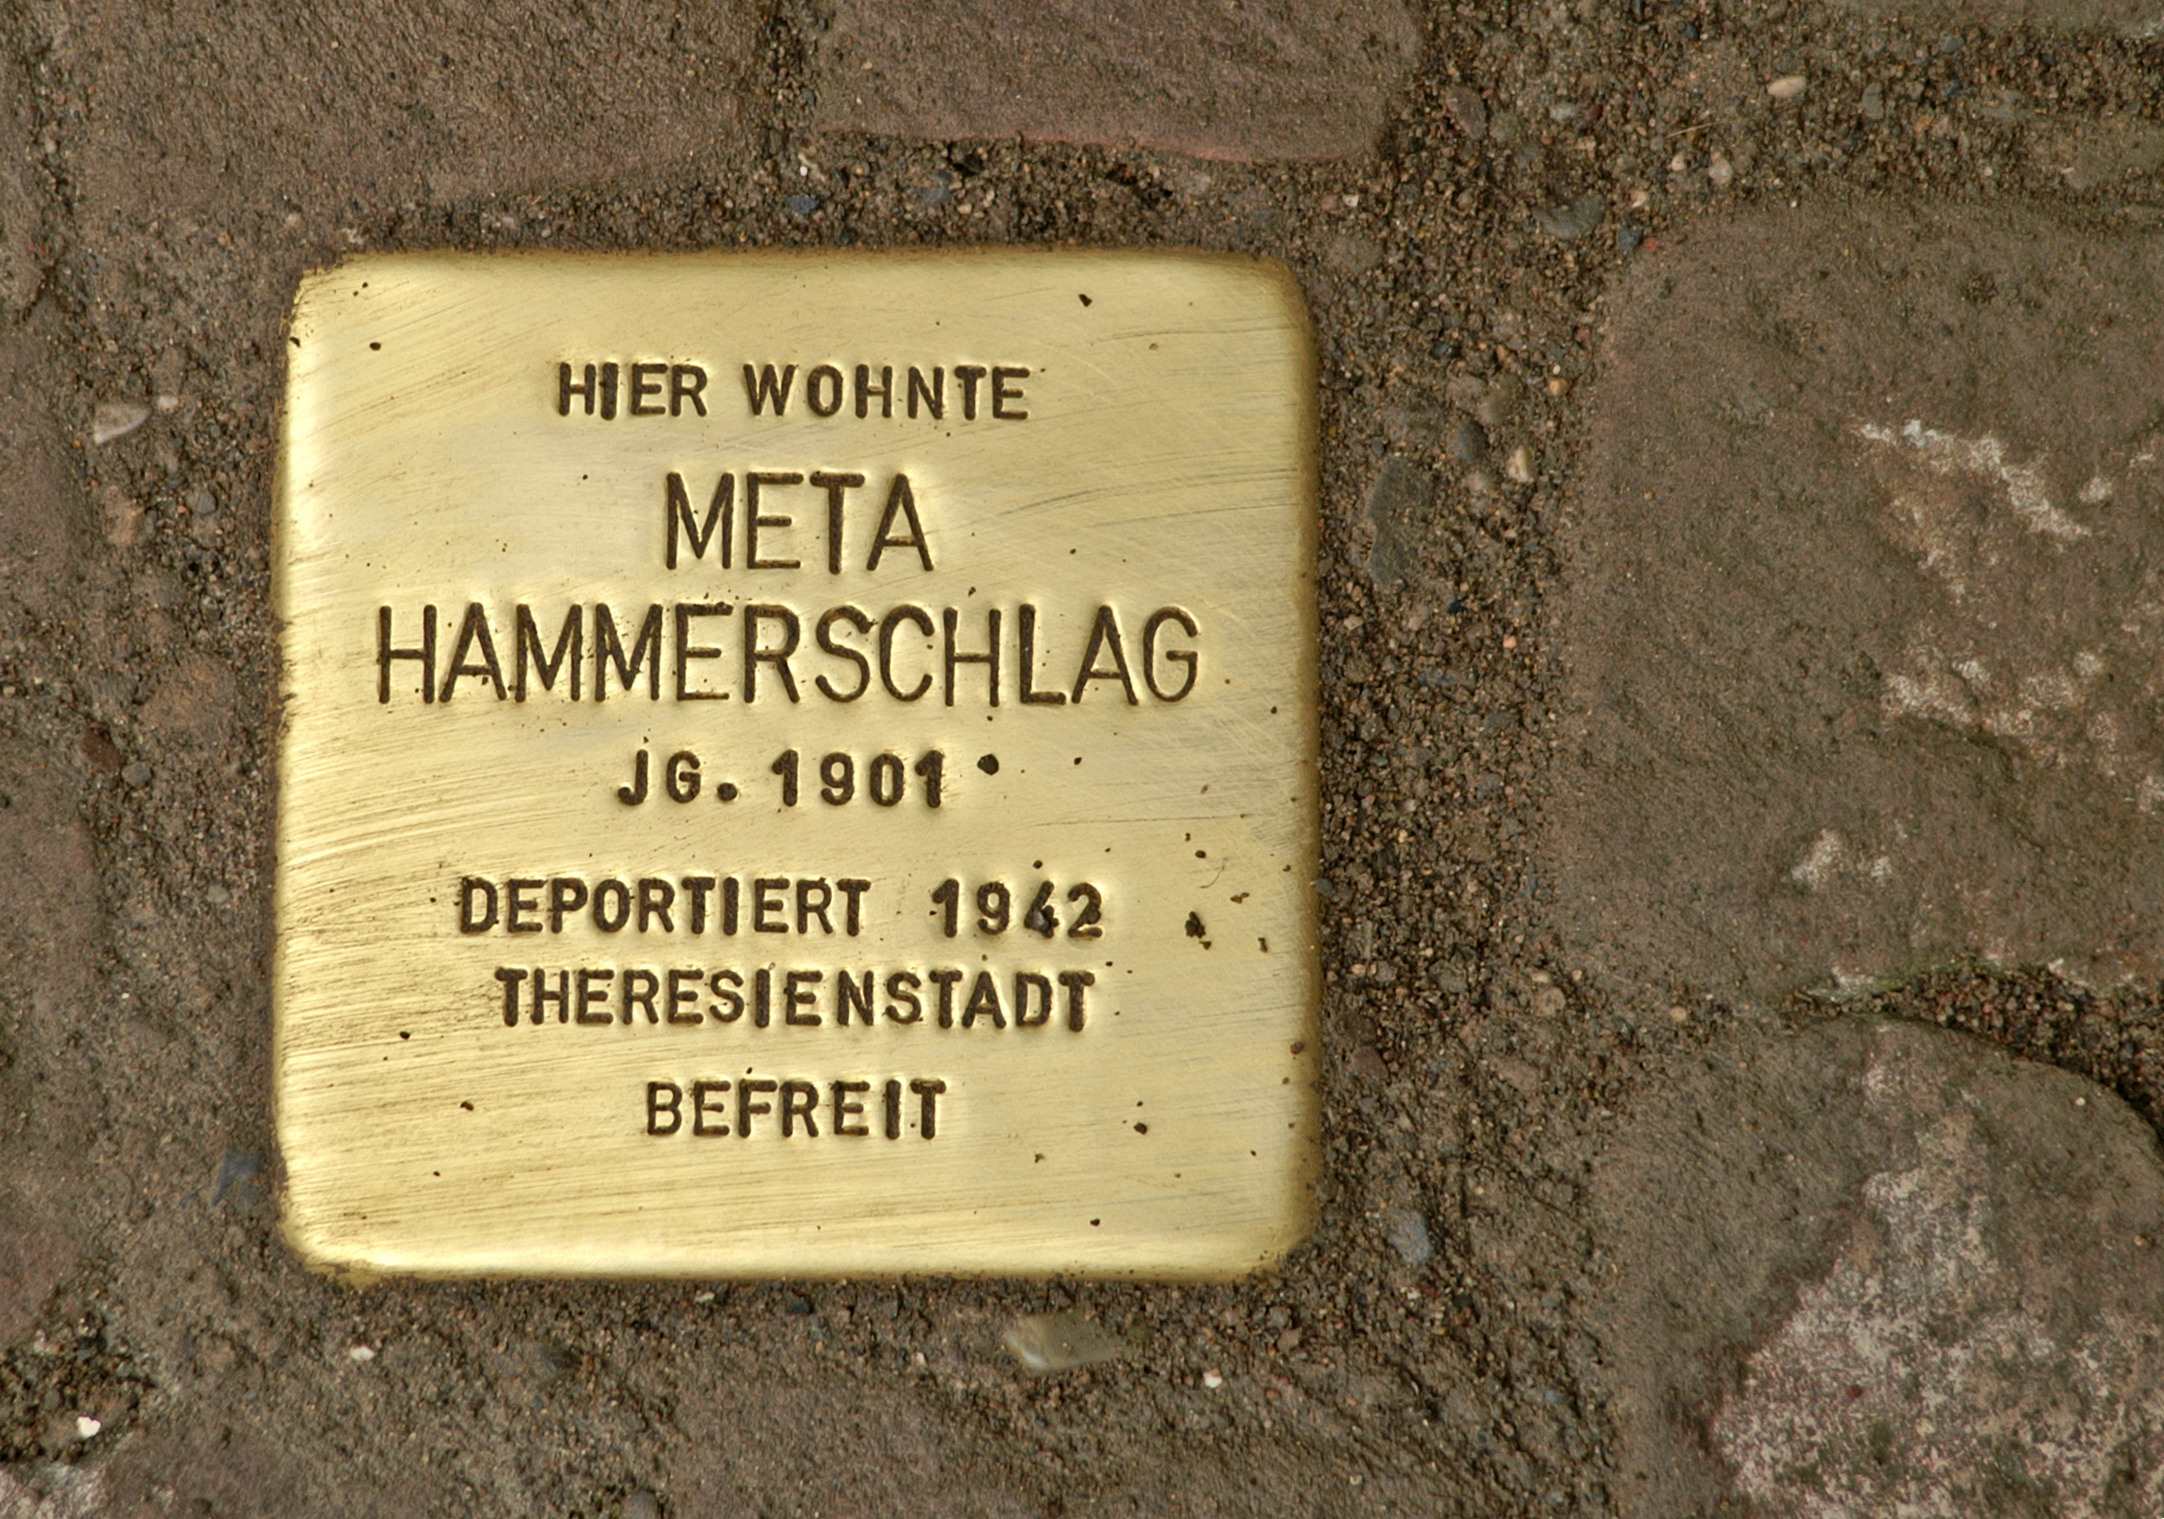 HIER WOHNTE
META
HAMMERSCHLAG
JG. 1901
DEPORTIERT 1942
THERESIENSTADT
BEFREIT